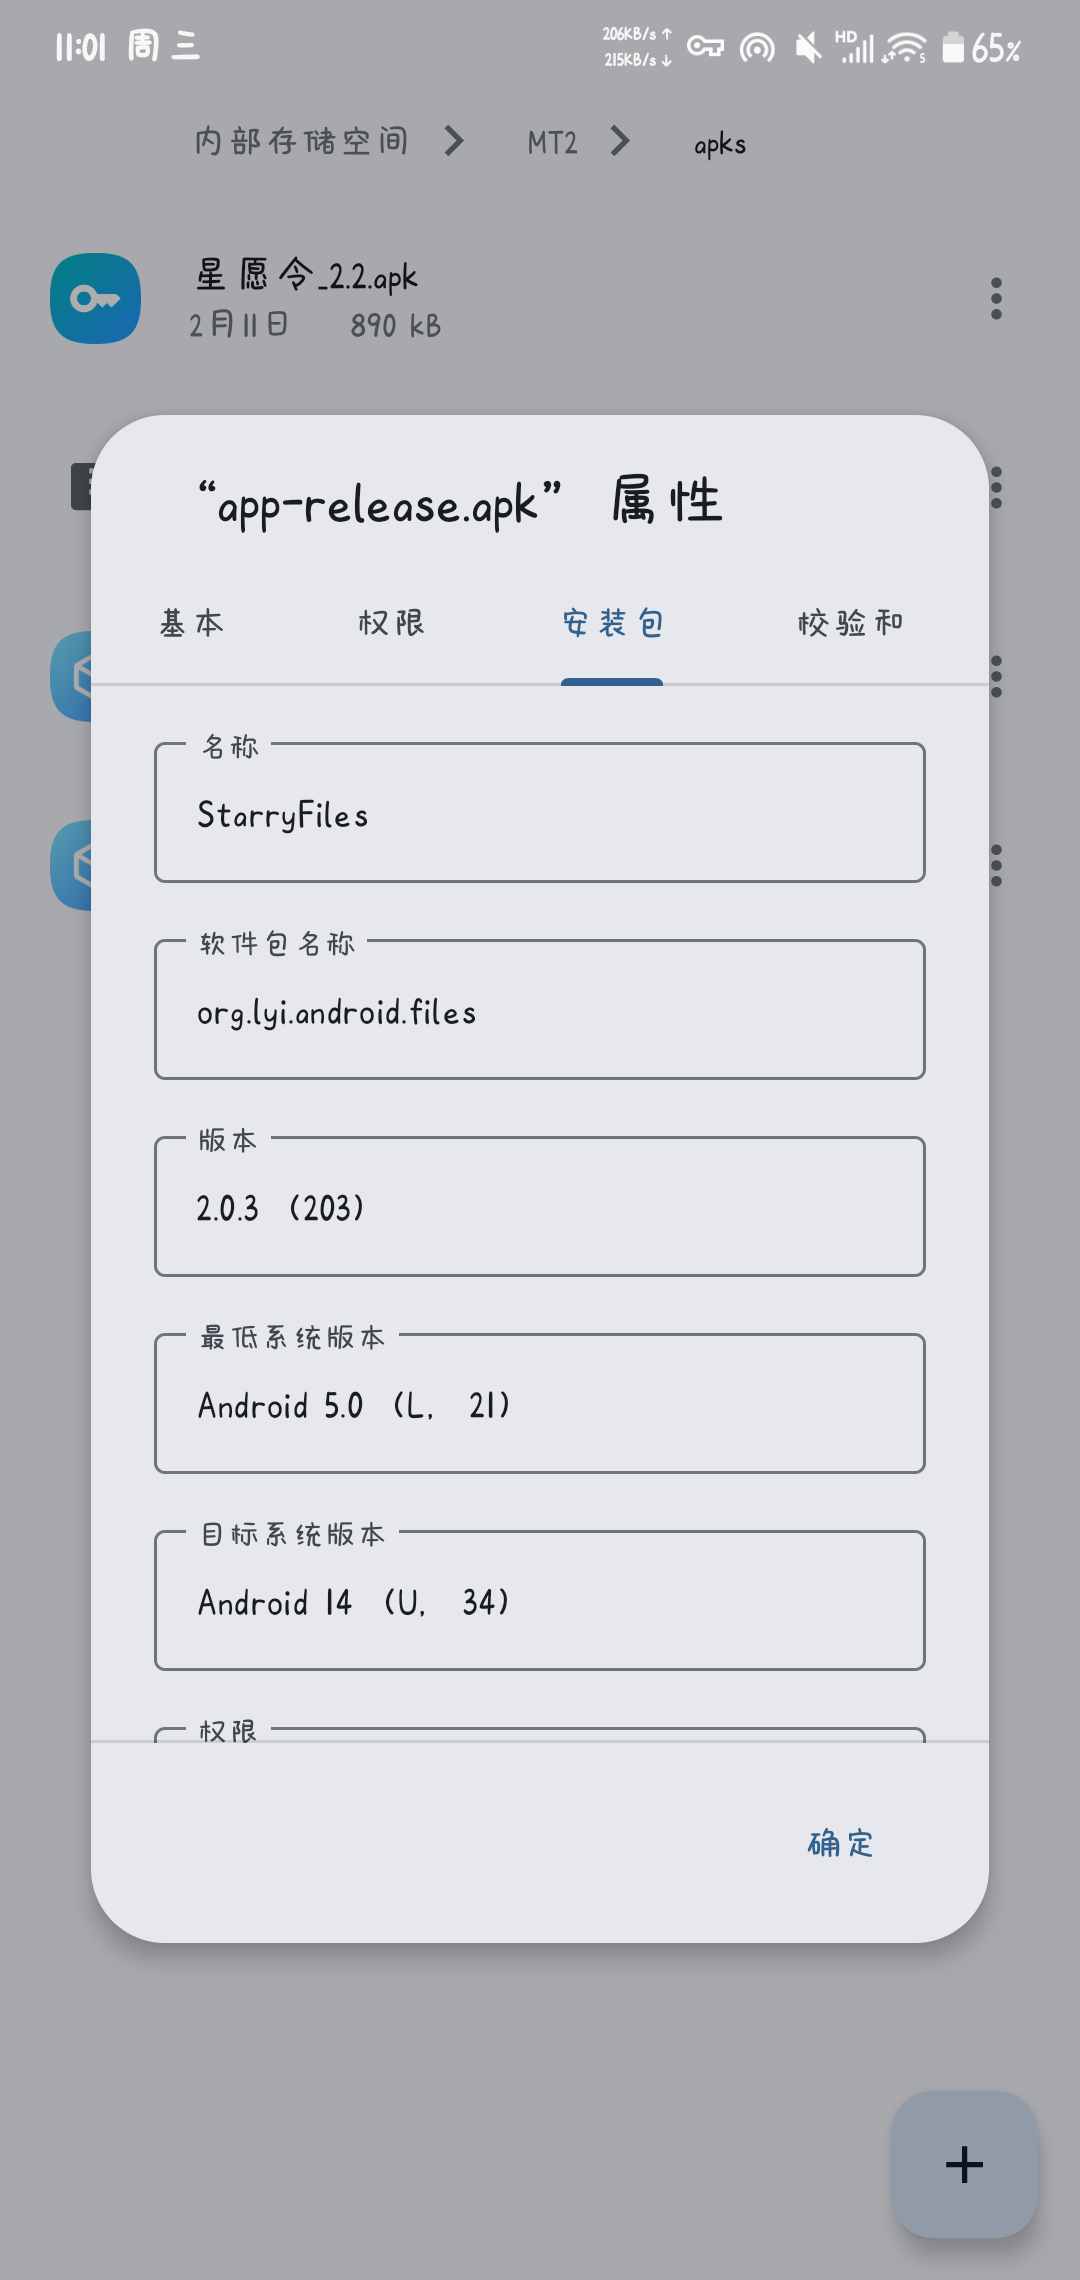 11:01 周三
206KB/s ↑
215KB/s ↓
HD
65%
内部存储空间 > MT2 > apks
星愿令_2.2.apk
2月11日 890 kB
“app-release.apk” 属性
基本 权限 安装包 校验和
名称
StarryFiles
软件包名称
org.lyi.android.files
版本
2.0.3 (203)
最低系统版本
Android 5.0 (L, 21)
目标系统版本
Android 14 (U, 34)
权限
确定